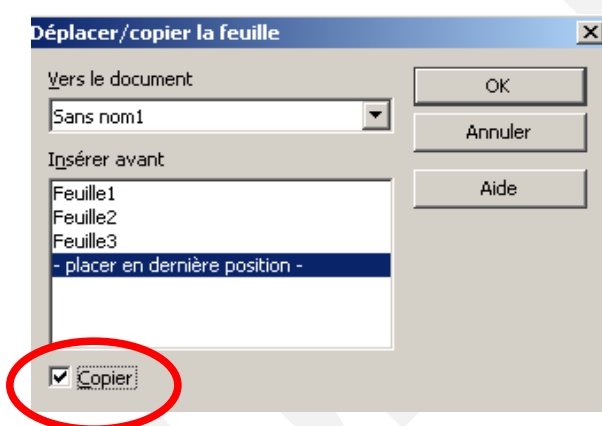 Déplacer/copier la feuille
Vers le document
Sans nom1
OK
Annuler
Insérer avant
Aide
Feuille1
Feuille2
Feuille3
- placer en dernière position -
Copier